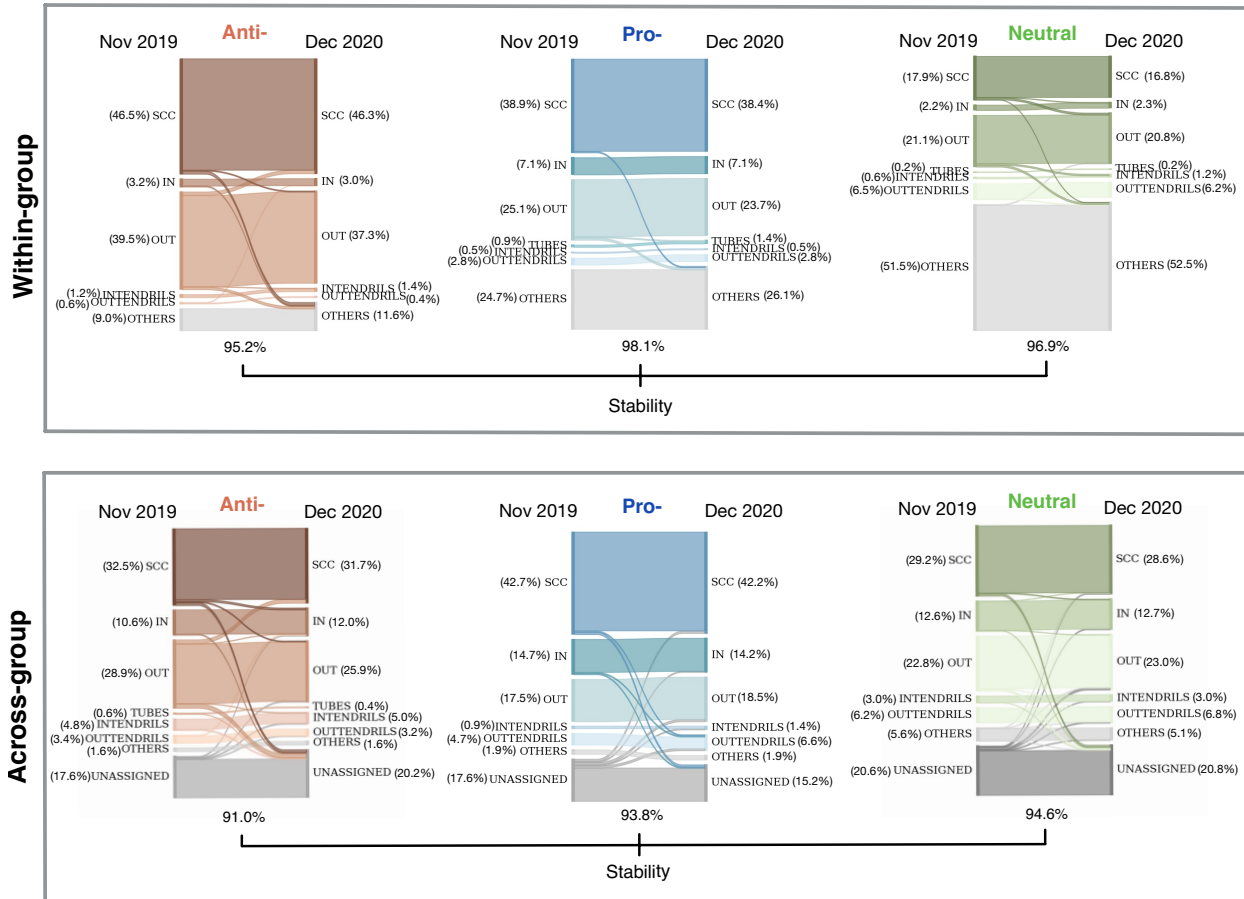 Within-group
Anti-
Nov 2019
Dec 2020
(46.5%) SCC
SCC (46.3%)
(3.2%) IN
IN (3.0%)
(39.5%) OUT
OUT (37.3%)
(1.2%) INTENDRILS
INTENDRILS (1.4%)
(0.6%) OUTTENDRILS
OUTTENDRILS (0.4%)
(9.0%) OTHERS
OTHERS (11.6%)
95.2%
Pro-
Nov 2019
Dec 2020
(38.9%) SCC
SCC (38.4%)
(7.1%) IN
IN (7.1%)
(25.1%) OUT
OUT (23.7%)
(0.9%) TUBES
TUBES (1.4%)
(0.5%) INTENDRILS
INTENDRILS (0.5%)
(2.8%) OUTTENDRILS
OUTTENDRILS (2.8%)
(24.7%) OTHERS
OTHERS (26.1%)
98.1%
Neutral
Nov 2019
Dec 2020
(17.9%) SCC
SCC (16.8%)
(2.2%) IN
IN (2.3%)
(21.1%) OUT
OUT (20.8%)
(0.2%) TUBES
TUBES (0.2%)
(0.6%) INTENDRILS
INTENDRILS (1.2%)
(6.5%) OUTTENDRILS
OUTTENDRILS (6.2%)
(51.5%) OTHERS
OTHERS (52.5%)
96.9%
Stability
Across-group
Anti-
Nov 2019
Dec 2020
(32.5%) SCC
SCC (31.7%)
(10.6%) IN
IN (12.0%)
(28.9%) OUT
OUT (25.9%)
(0.6%) TUBES
TUBES (0.4%)
(4.8%) INTENDRILS
INTENDRILS (5.0%)
(3.4%) OUTTENDRILS
OUTTENDRILS (3.2%)
(1.6%) OTHERS
OTHERS (1.6%)
(17.6%) UNASSIGNED
UNASSIGNED (20.2%)
91.0%
Pro-
Nov 2019
Dec 2020
(42.7%) SCC
SCC (42.2%)
(14.7%) IN
IN (14.2%)
(17.5%) OUT
OUT (18.5%)
(0.9%) INTENDRILS
INTENDRILS (1.4%)
(4.7%) OUTTENDRILS
OUTTENDRILS (6.6%)
(1.9%) OTHERS
OTHERS (1.9%)
(17.6%) UNASSIGNED
UNASSIGNED (15.2%)
93.8%
Neutral
Nov 2019
Dec 2020
(29.2%) SCC
SCC (28.6%)
(12.6%) IN
IN (12.7%)
(22.8%) OUT
OUT (23.0%)
(3.0%) INTENDRILS
INTENDRILS (3.0%)
(6.2%) OUTTENDRILS
OUTTENDRILS (6.8%)
(5.6%) OTHERS
OTHERS (5.1%)
(20.6%) UNASSIGNED
UNASSIGNED (20.8%)
94.6%
Stability